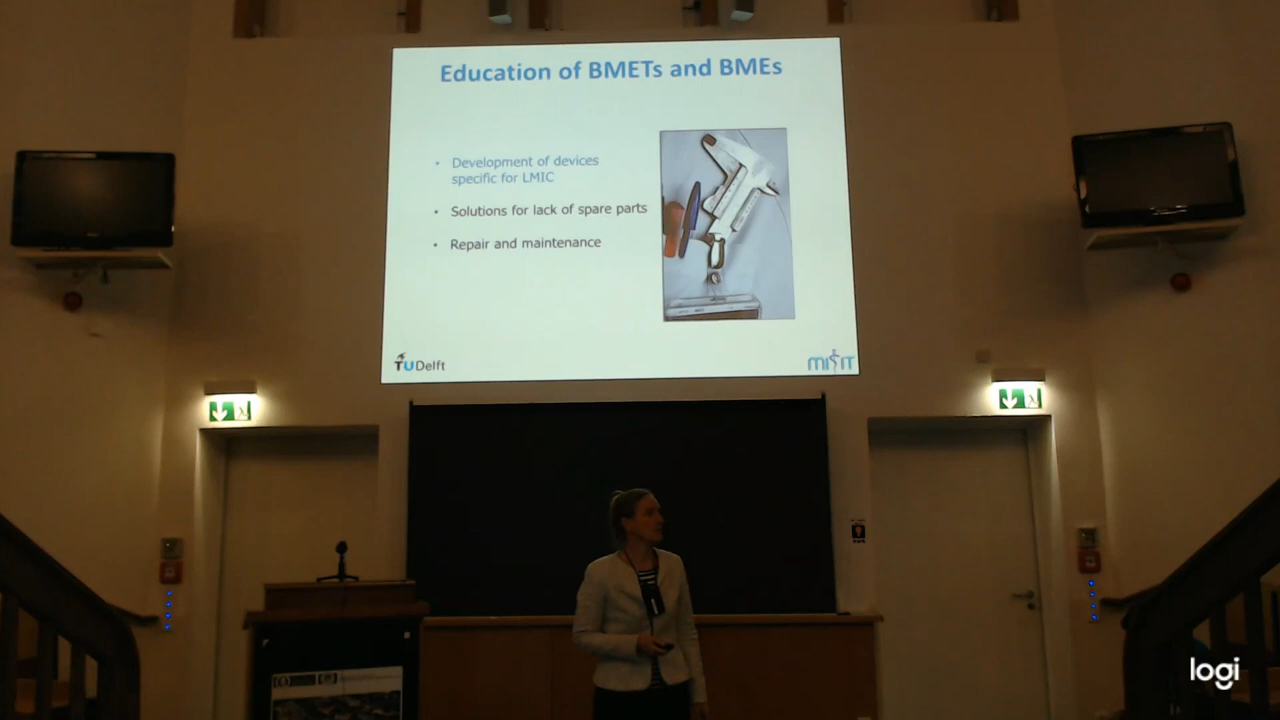 Education of BMETs and BMEs
• Development of devices
specific for LMIC
• Solutions for lack of spare parts
• Repair and maintenance
TUDelft
MISIT
logi